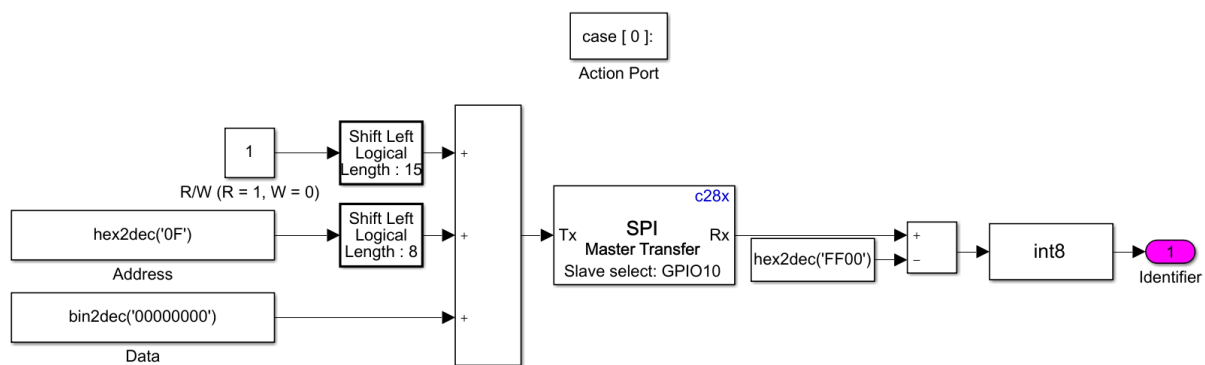 case [ 0 ]:
Action Port
1
R/W (R = 1, W = 0)
Shift Left
Logical
Length : 15
+
hex2dec('0F')
Address
Shift Left
Logical
Length : 8
+
bin2dec('00000000')
Data
+
c28x
Tx
SPI
Rx
Master Transfer
Slave select: GPIO10
hex2dec('FF00')
+
−
int8
1
Identifier